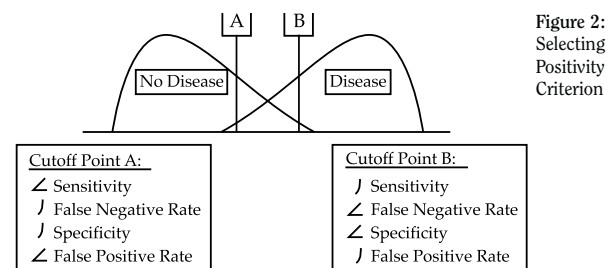 A
B
Figure 2:
Selecting
Positivity
Criterion
No Disease
Disease
Cutoff Point A:
∠ Sensitivity
⟯ False Negative Rate
⟯ Specificity
∠ False Positive Rate
Cutoff Point B:
⟯ Sensitivity
∠ False Negative Rate
∠ Specificity
⟯ False Positive Rate